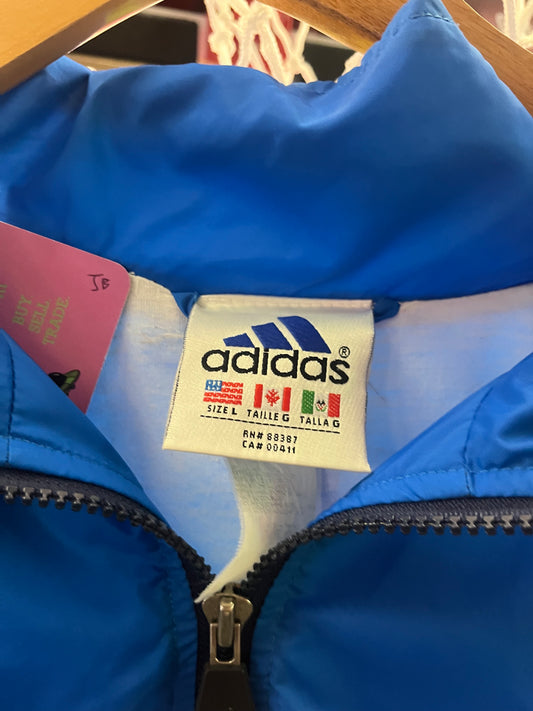 JB
BUY
SELL
TRADE.
adidas®
SIZE L TAILLE G TALLA G
RN# 88387
CA# 00411